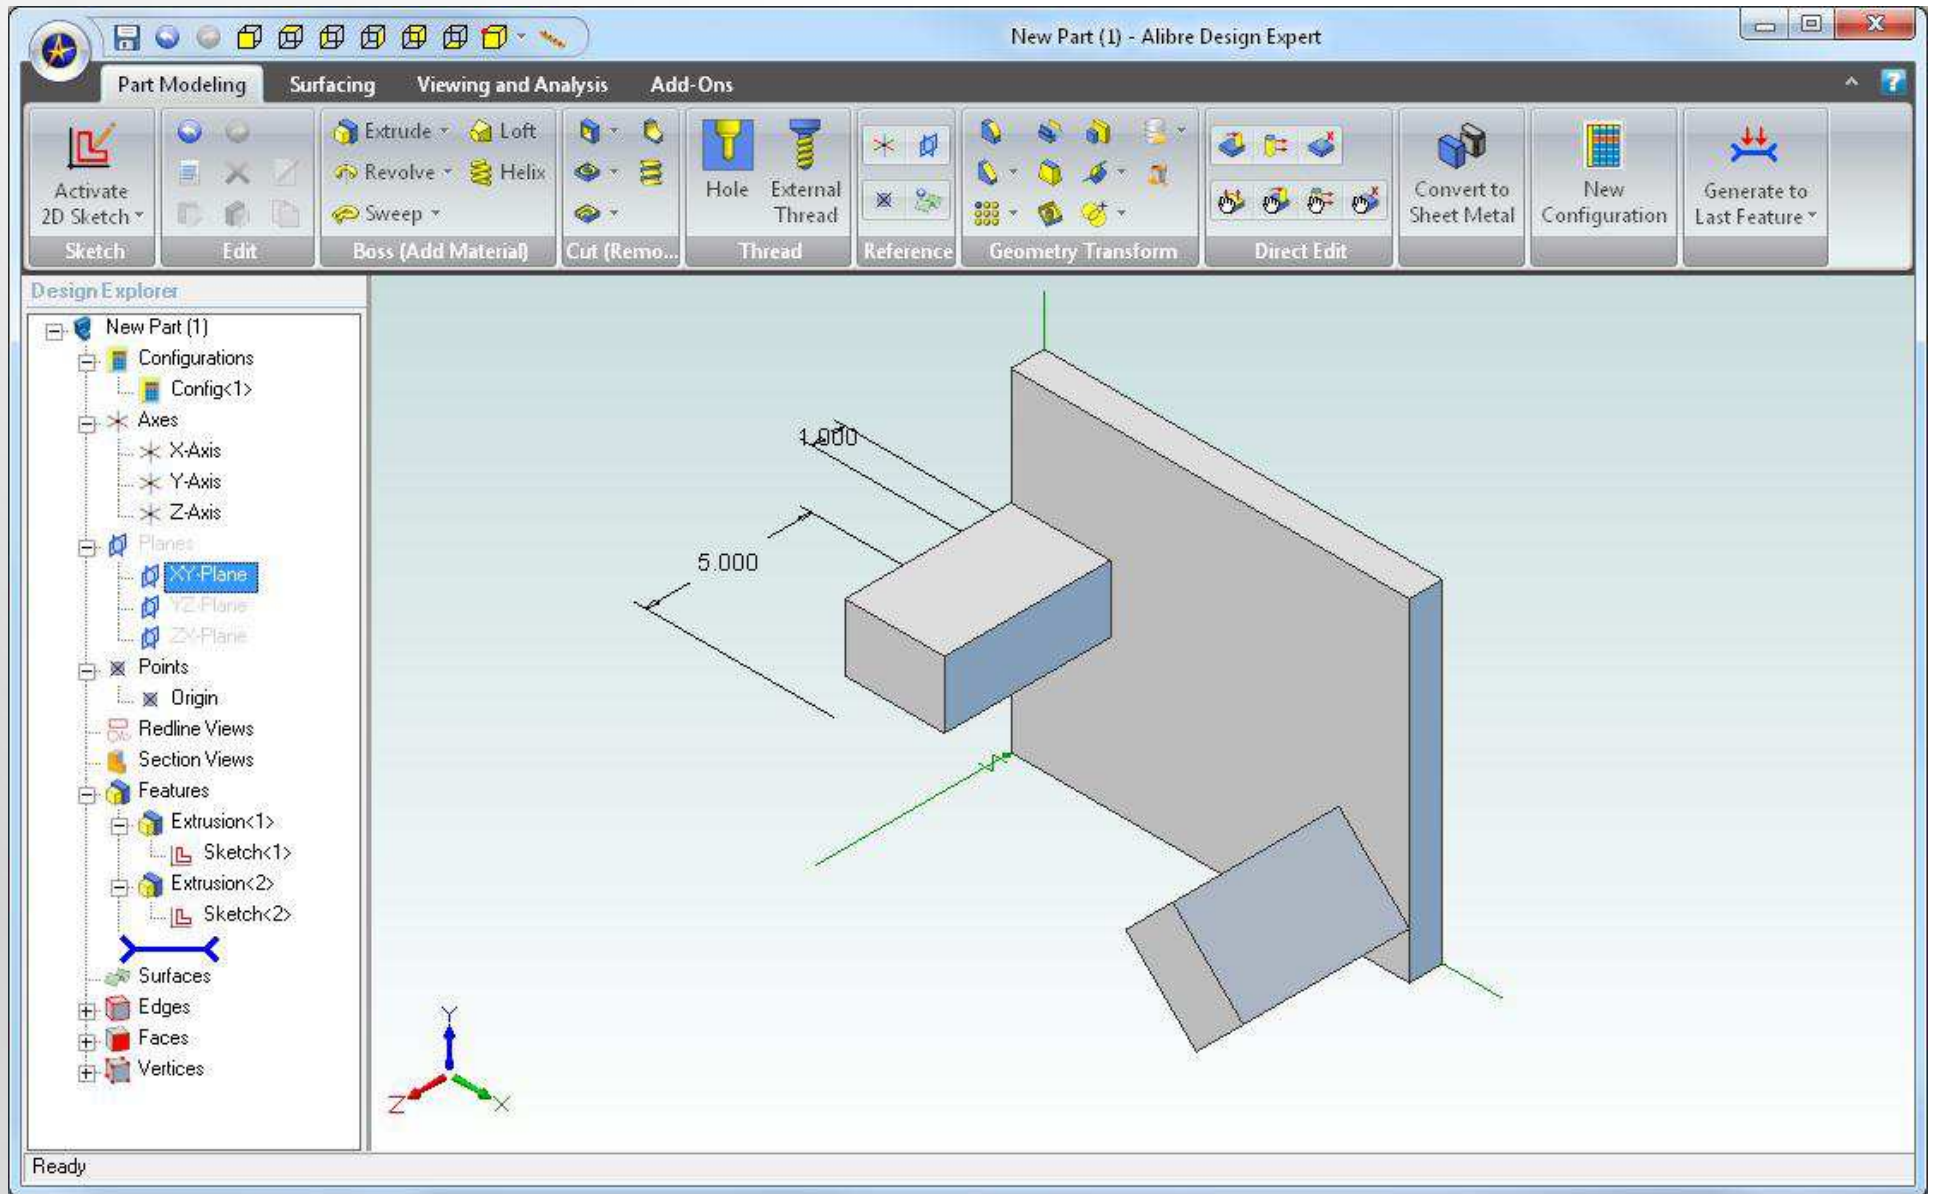 New Part (1) - Alibre Design Expert
Part Modeling Surfacing Viewing and Analysis Add-Ons
Activate
2D Sketch
Sketch
Edit
Extrude Loft
Revolve Helix
Sweep
Boss (Add Material)
Cut (Remo...
Hole
External
Thread
Thread
Reference
Geometry Transform
Direct Edit
Convert to
Sheet Metal
New
Configuration
Generate to
Last Feature
Design Explorer
New Part (1)
Configurations
Config<1>
Axes
X-Axis
Y-Axis
Z-Axis
Planes
XY-Plane
YZ-Plane
ZX-Plane
Points
Origin
Redline Views
Section Views
Features
Extrusion<1>
Sketch<1>
Extrusion<2>
Sketch<2>
Surfaces
Edges
Faces
Vertices
1.000
5.000
Y
Z
X
Ready